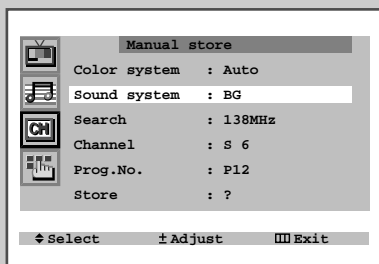 Manual store
Color system : Auto
Sound system : BG
Search : 138MHz
CH
Channel : S 6
Prog.No. : P12
Store : ?
Select ± Adjust Exit